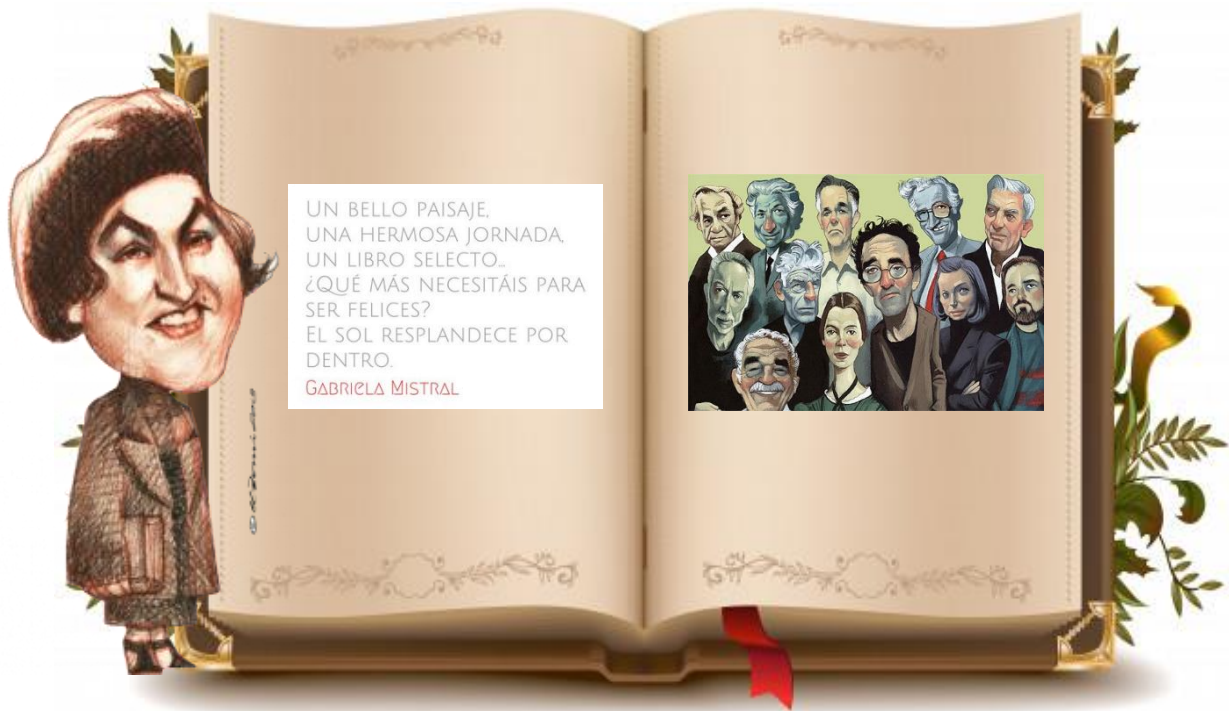 UN BELLO PAISAJE,
UNA HERMOSA JORNADA,
UN LIBRO SELECTO...
¿QUÉ MÁS NECESITÁIS PARA
SER FELICES?
EL SOL RESPLANDECE POR
DENTRO.
GABRIELA MISTRAL